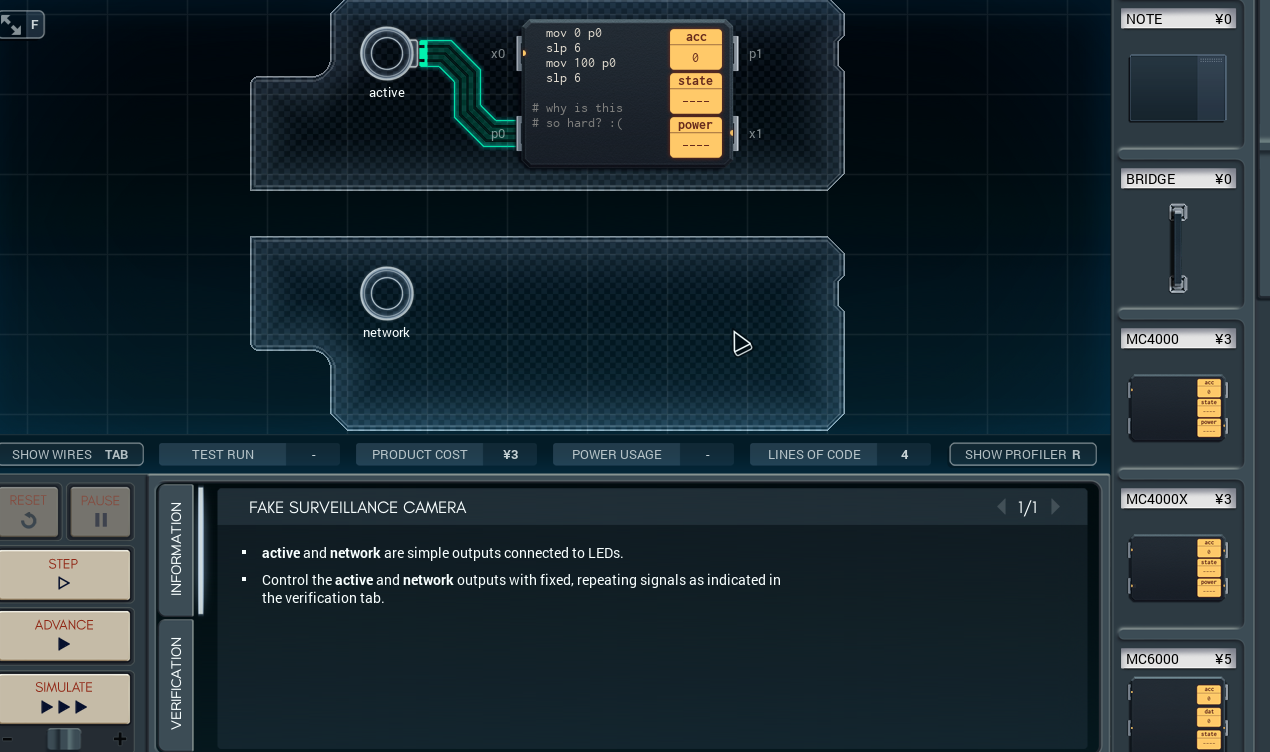 F
NOTE ¥0
active
x0
p0
p1
x1
mov 0 p0
slp 6
mov 100 p0
slp 6
# why is this
# so hard? :(
acc
0
state
----
power
----
BRIDGE ¥0
network
MC4000 ¥3
acc
0
state
----
power
----
SHOW WIRES TAB
TEST RUN -
PRODUCT COST ¥3
POWER USAGE -
LINES OF CODE 4
SHOW PROFILER R
MC4000X ¥3
acc
0
state
----
power
----
RESET
PAUSE
STEP
ADVANCE
SIMULATE
- +
INFORMATION
VERIFICATION
FAKE SURVEILLANCE CAMERA
1/1
▪ active and network are simple outputs connected to LEDs.
▪ Control the active and network outputs with fixed, repeating signals as indicated in
the verification tab.
MC6000 ¥5
acc
0
dat
0
state
----